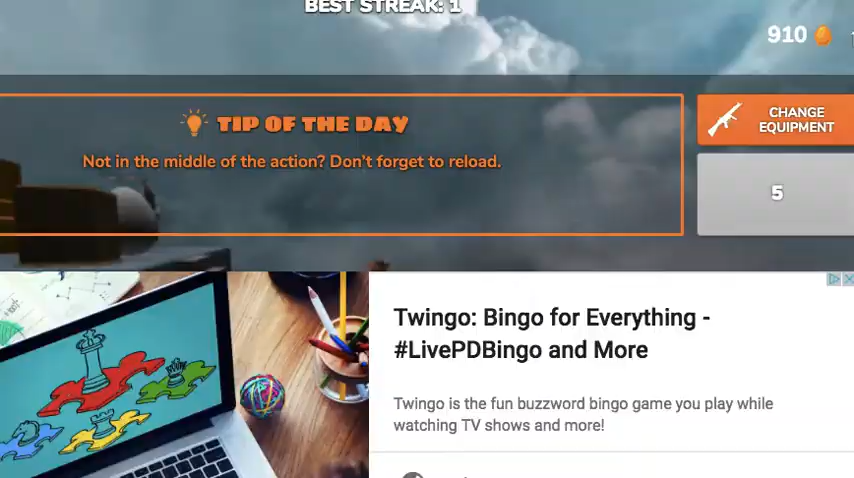 BEST STREAK: 1
910
TIP OF THE DAY
Not in the middle of the action? Don't forget to reload.
CHANGE
EQUIPMENT
5
Twingo: Bingo for Everything -
#LivePDBingo and More
Twingo is the fun buzzword bingo game you play while
watching TV shows and more!